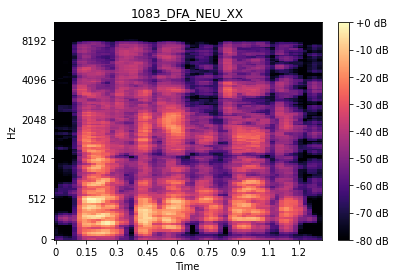 1083_DFA_NEU_XX
Hz
8192
4096
2048
1024
512
0
0
0.15
0.3
0.45
0.6
0.75
0.9
1.1
1.2
Time
+0 dB
-10 dB
-20 dB
-30 dB
-40 dB
-50 dB
-60 dB
-70 dB
-80 dB